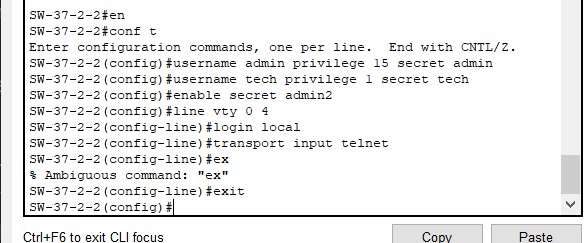 SW-37-2-2#en
SW-37-2-2#conf t
Enter configuration commands, one per line.  End with CNTL/Z.
SW-37-2-2(config)#username admin privilege 15 secret admin
SW-37-2-2(config)#username tech privilege 1 secret tech
SW-37-2-2(config)#enable secret admin2
SW-37-2-2(config)#line vty 0 4
SW-37-2-2(config-line)#login local
SW-37-2-2(config-line)#transport input telnet
SW-37-2-2(config-line)#ex
% Ambiguous command: "ex"
SW-37-2-2(config-line)#exit
SW-37-2-2(config)#
Ctrl+F6 to exit CLI focus
Copy
Paste